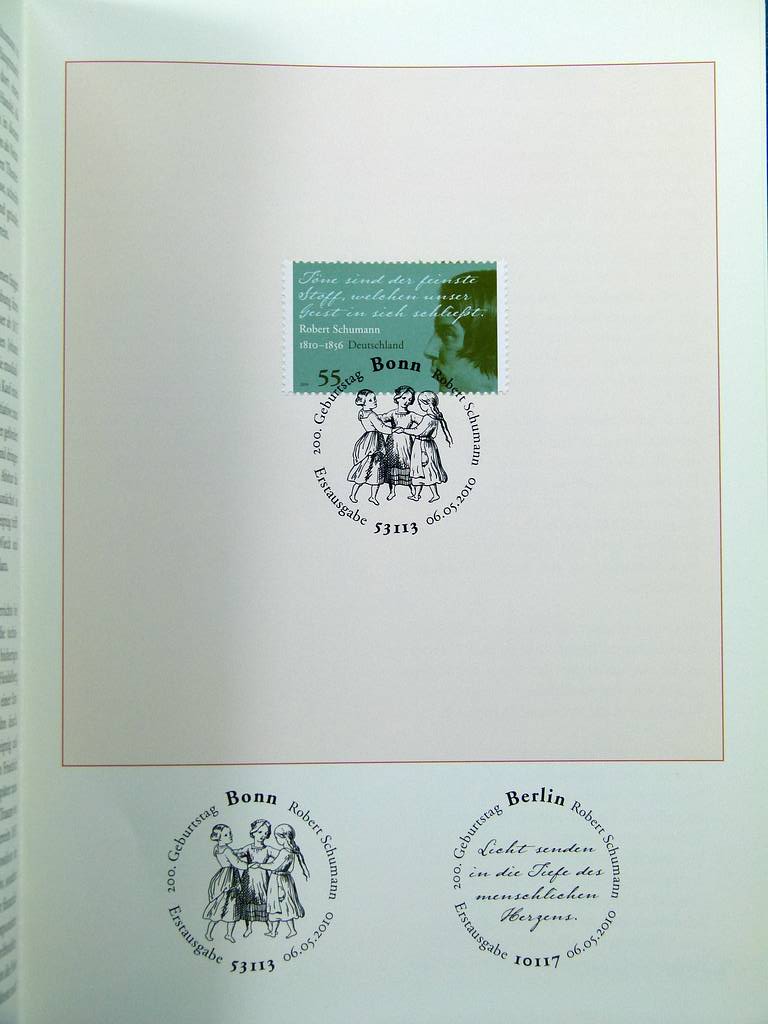 Töne sind der feinste
Stoff, welchen unser
Geist in sich schließt.
Robert Schumann
1810–1856 Deutschland
55
Bonn
200. Geburtstag Robert Schumann
Erstausgabe 53113 06.05.2010
Bonn
200. Geburtstag Robert Schumann
Erstausgabe 53113 06.05.2010
Berlin
200. Geburtstag Robert Schumann
Licht senden
in die Tiefe des
menschlichen
Herzens.
Erstausgabe 10117 06.05.2010